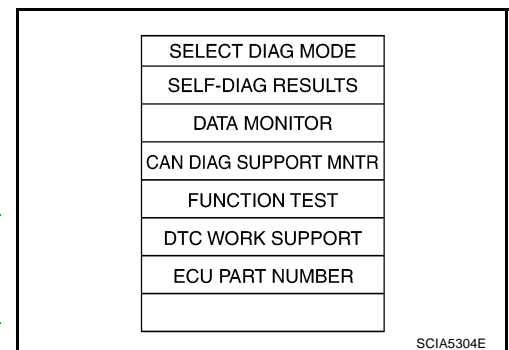 SELECT DIAG MODE
SELF-DIAG RESULTS
DATA MONITOR
CAN DIAG SUPPORT MNTR
FUNCTION TEST
DTC WORK SUPPORT
ECU PART NUMBER
SCIA5304E